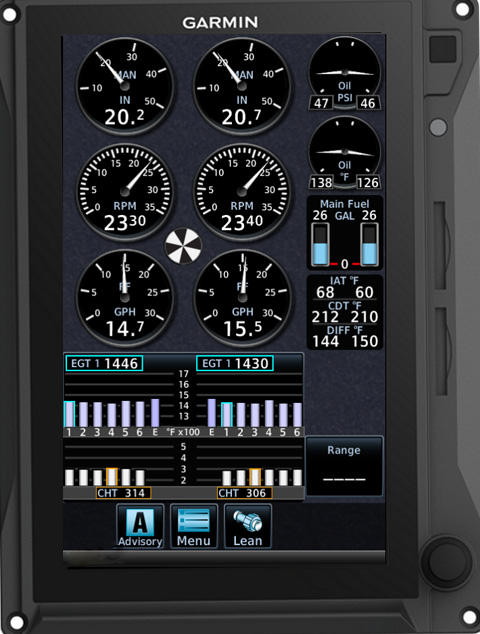 GARMIN
30
20
40
MAN
10
50
IN
20.2
30
20
40
MAN
10
50
IN
20.7
Oil
PSI
47 46
15 20
10 25
5 30
0 35
RPM
2330
15 20
10 25
5 30
0 35
RPM
2340
Oil
°F
138 126
Main Fuel
26 GAL 26
0
15
FF
5 25
0 30
GPH
14.7
15
FF
5 25
0 30
GPH
15.5
IAT °F
68 60
CDT °F
212 210
DIFF °F
144 150
EGT 1 1446 EGT 1 1430
17
16
15
14
13
1 2 3 4 5 6 E °F x100 E 1 2 3 4 5 6
5
4
3
2
CHT 314 CHT 306
Range
____
A
Advisory Menu Lean